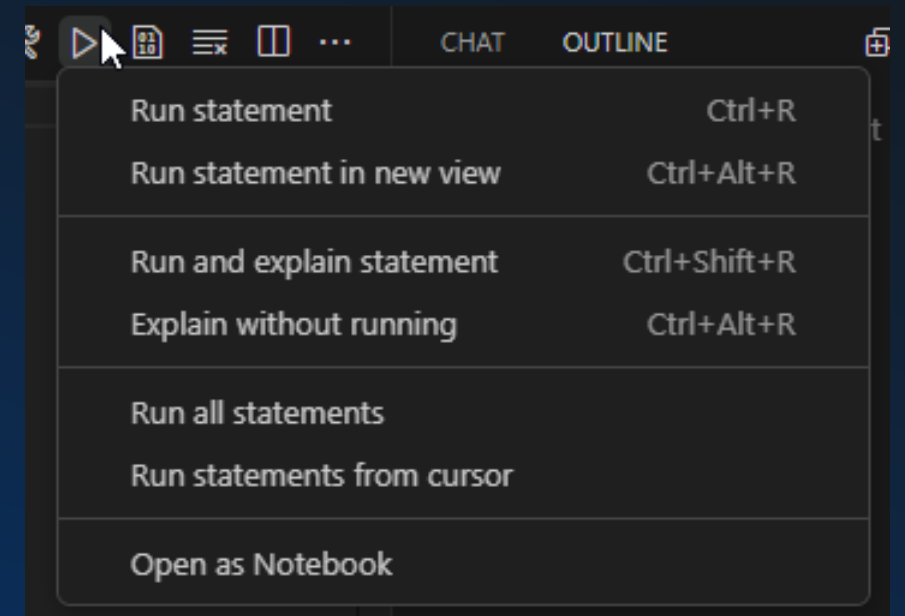 CHAT OUTLINE
Run statement Ctrl+R
Run statement in new view Ctrl+Alt+R
Run and explain statement Ctrl+Shift+R
Explain without running Ctrl+Alt+R
Run all statements
Run statements from cursor
Open as Notebook